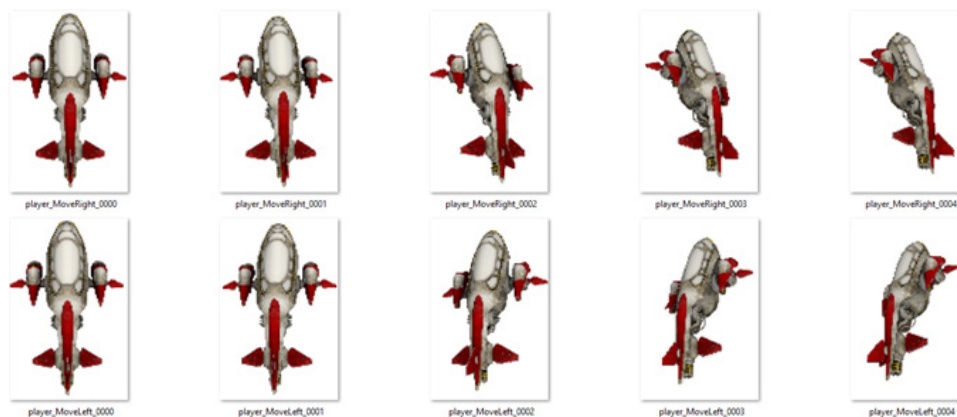 player_MoveRight_0000 player_MoveRight_0001 player_MoveRight_0002 player_MoveRight_0003 player_MoveRight_0004
player_MoveLeft_0000 player_MoveLeft_0001 player_MoveLeft_0002 player_MoveLeft_0003 player_MoveLeft_0004